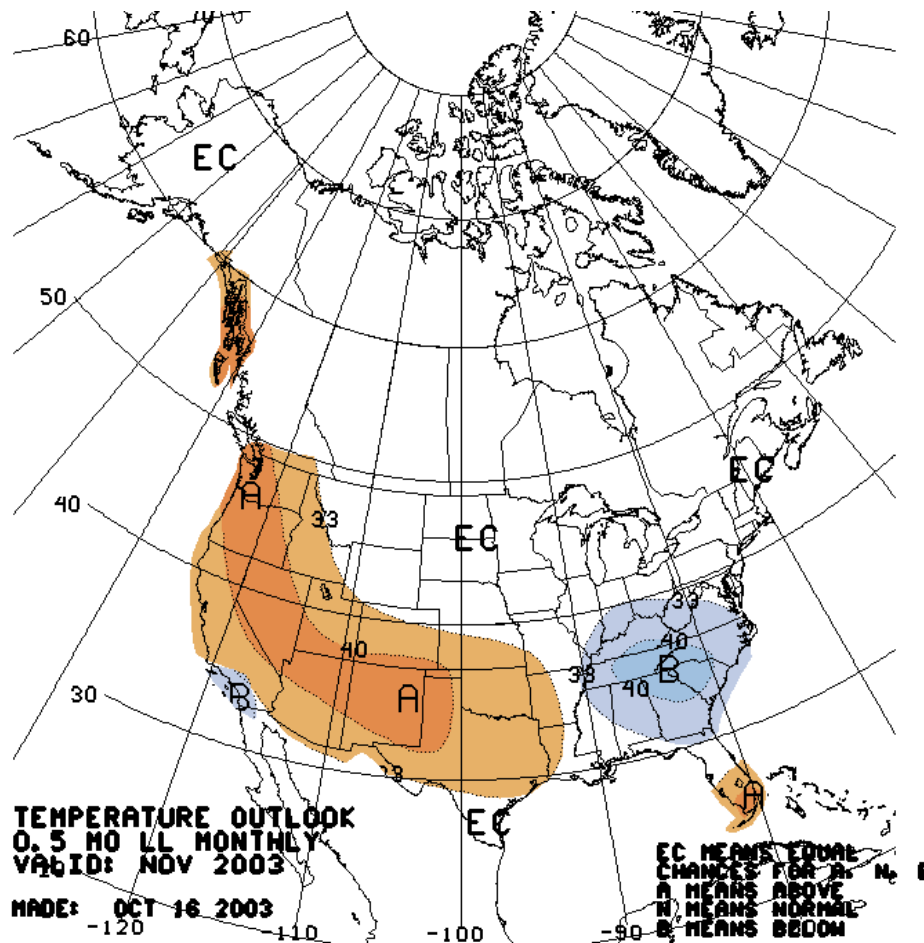 60
EC
50
EC
40
A
33
EC
33
40
40
B
33
40
30
B
A
A
EC
TEMPERATURE OUTLOOK
0.5 MO LL MONTHLY
VALID: NOV 2003
MADE: OCT 16 2003
EC MEANS EQUAL
CHANCES FOR A, N,
A MEANS ABOVE
N MEANS NORMAL
B MEANS BELOW
-120
-110
-100
-90